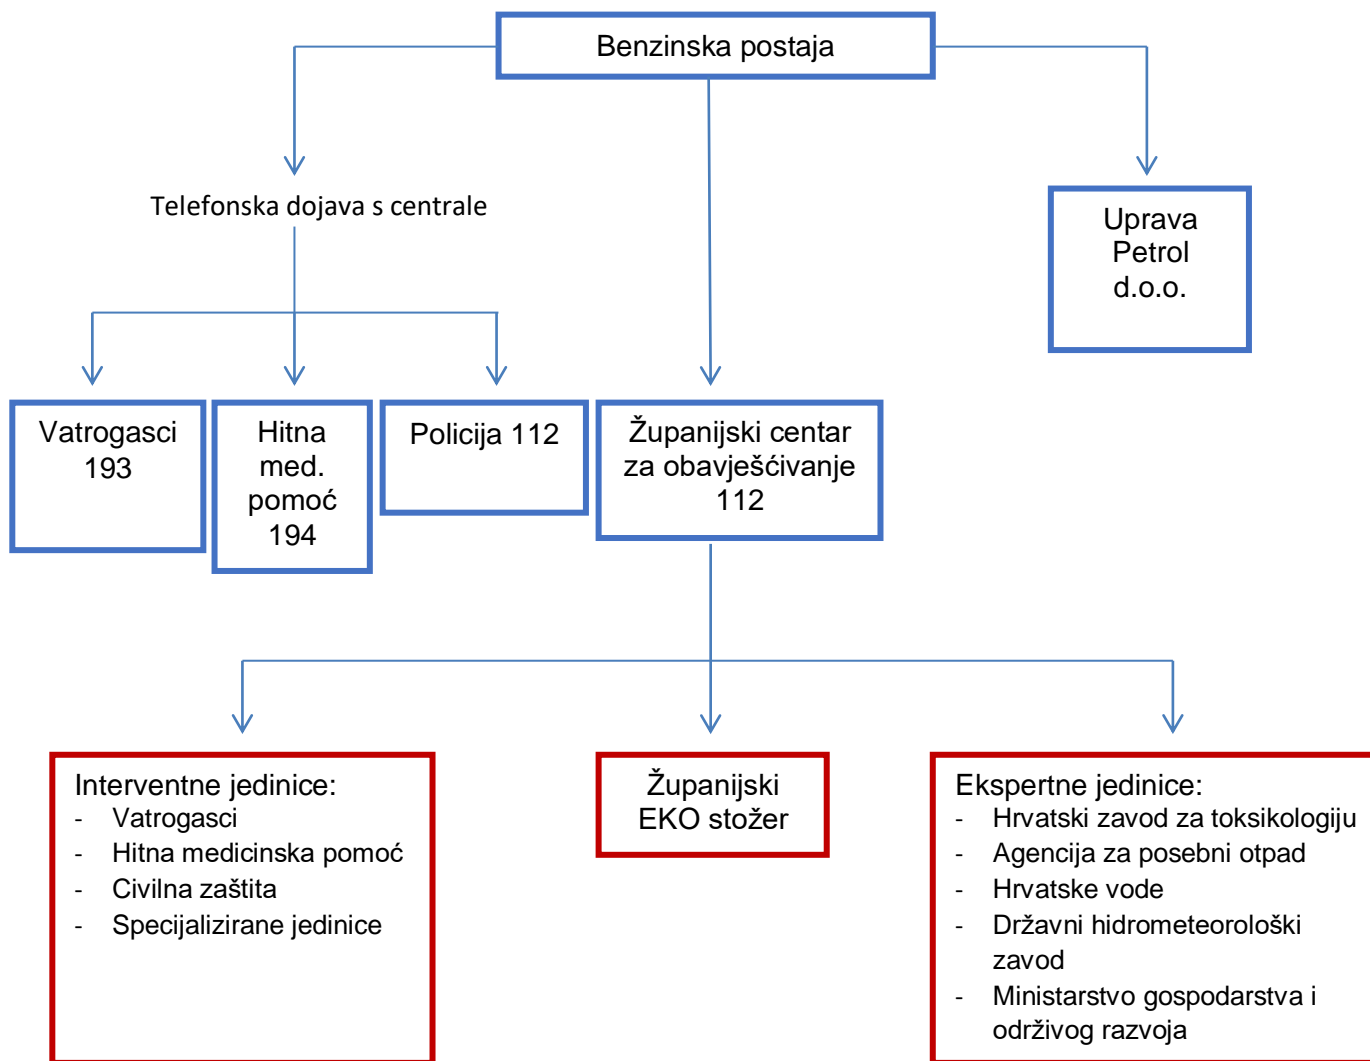 Benzinska postaja
Telefonska dojava s centrale
Uprava
Petrol
d.o.o.
Vatrogasci
193
Hitna
med.
pomoć
194
Policija 112
Županijski centar
za obavješćivanje
112
Interventne jedinice:
- Vatrogasci
- Hitna medicinska pomoć
- Civilna zaštita
- Specijalizirane jedinice
Županijski
EKO stožer
Ekspertne jedinice:
- Hrvatski zavod za toksikologiju
- Agencija za posebni otpad
- Hrvatske vode
- Državni hidrometeorološki
zavod
- Ministarstvo gospodarstva i
održivog razvoja